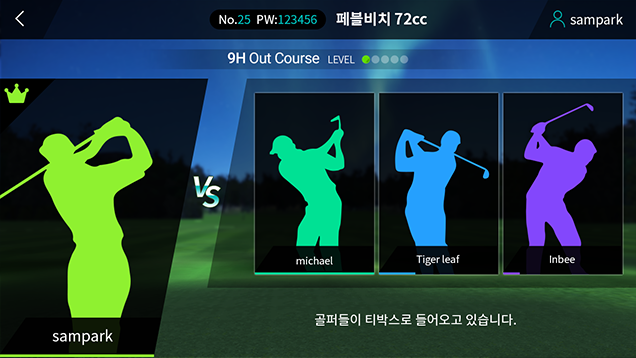 No.25 PW:123456
페블비치 72cc
sampark
9H Out Course LEVEL
VS
michael
Tiger leaf
Inbee
sampark
골퍼들이 티박스로 들어오고 있습니다.